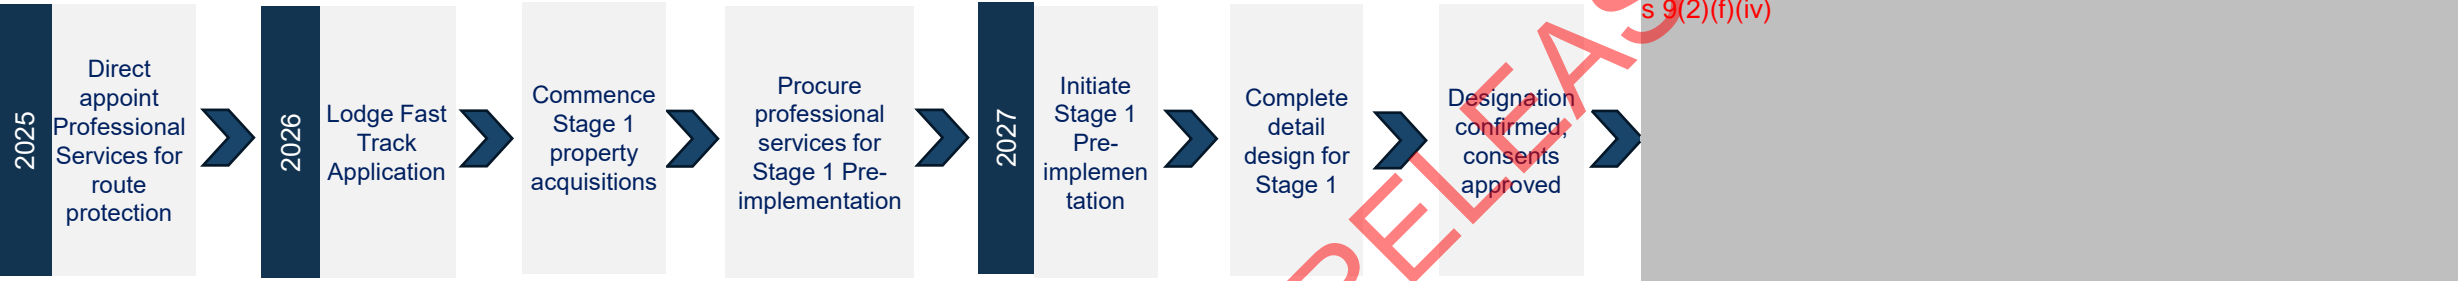 2025
Direct
appoint
Professional
Services for
route
protection
2026
Lodge Fast
Track
Application
Commence
Stage 1
property
acquisitions
Procure
professional
services for
Stage 1 Pre-
implementation
2027
Initiate
Stage 1
Pre-
implemen
tation
Complete
detail
design for
Stage 1
Designation
confirmed,
consents
approved
s 9(2)(f)(iv)
RELEAS